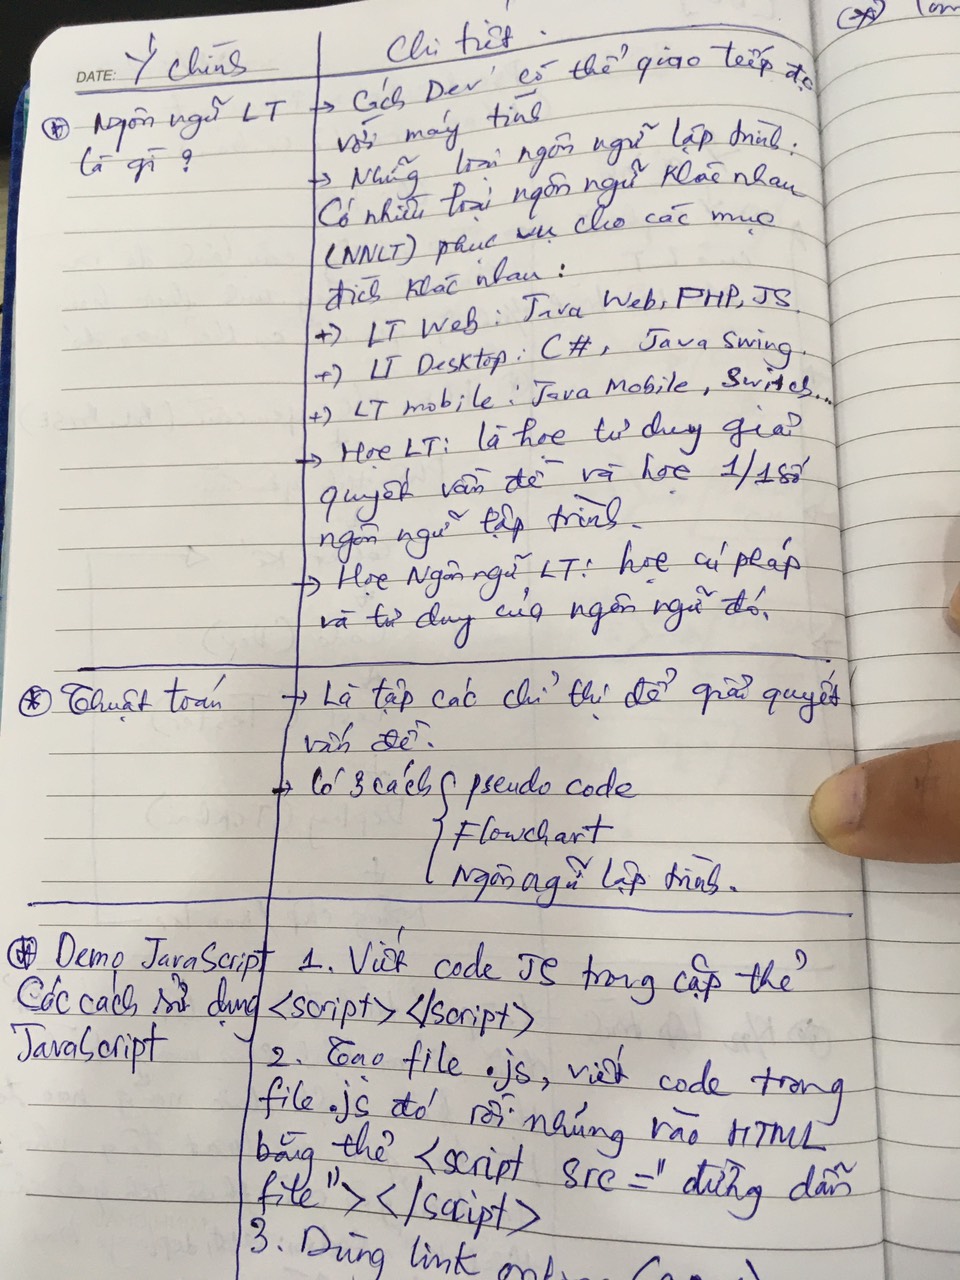 DATE: Ý chính
Chi tiết.
(*) Ngôn ngữ LT
là gì?
→ Cách Dev có thể giao tiếp đc
với máy tính
→ Những loại ngôn ngữ lập trình:
Có nhiều loại ngôn ngữ khác nhau
(NNLT) phục vụ cho các mục
đích khác nhau:
+) LT Web: Java Web, PHP, JS.
+) LT Desktop: C#, Java Swing.
+) LT mobile: Java Mobile, Switch...
→ Học LT: là học tư duy giải
quyết vấn đề và học 1/1 số
ngôn ngữ lập trình.
→ Học Ngôn ngữ LT: học cú pháp
và tư duy của ngôn ngữ đó.
(*) Thuật toán
→ Là tập các chỉ thị để giải quyết
vấn đề.
→ Có 3 cách { pseudo code
Flowchart
Ngôn ngữ lập trình.
(*) Demo JavaScript
Các cách sử dụng
JavaScript
1. Viết code JS trong cặp thẻ
<script></script>
2. Tạo file .js, viết code trong
file .js đó rồi nhúng vào HTML
bằng thẻ <script src="đường dẫn
file"></script>
3. Dùng link